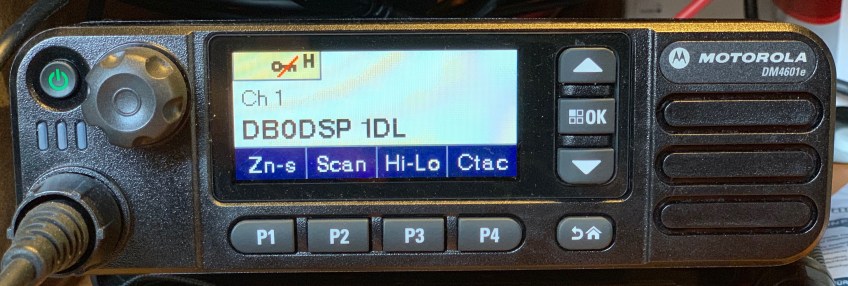 H
Ch 1
DB0DSP 1DL
Zn-s Scan Hi-Lo Ctac
OK
MOTOROLA
DM4601e
P1 P2 P3 P4